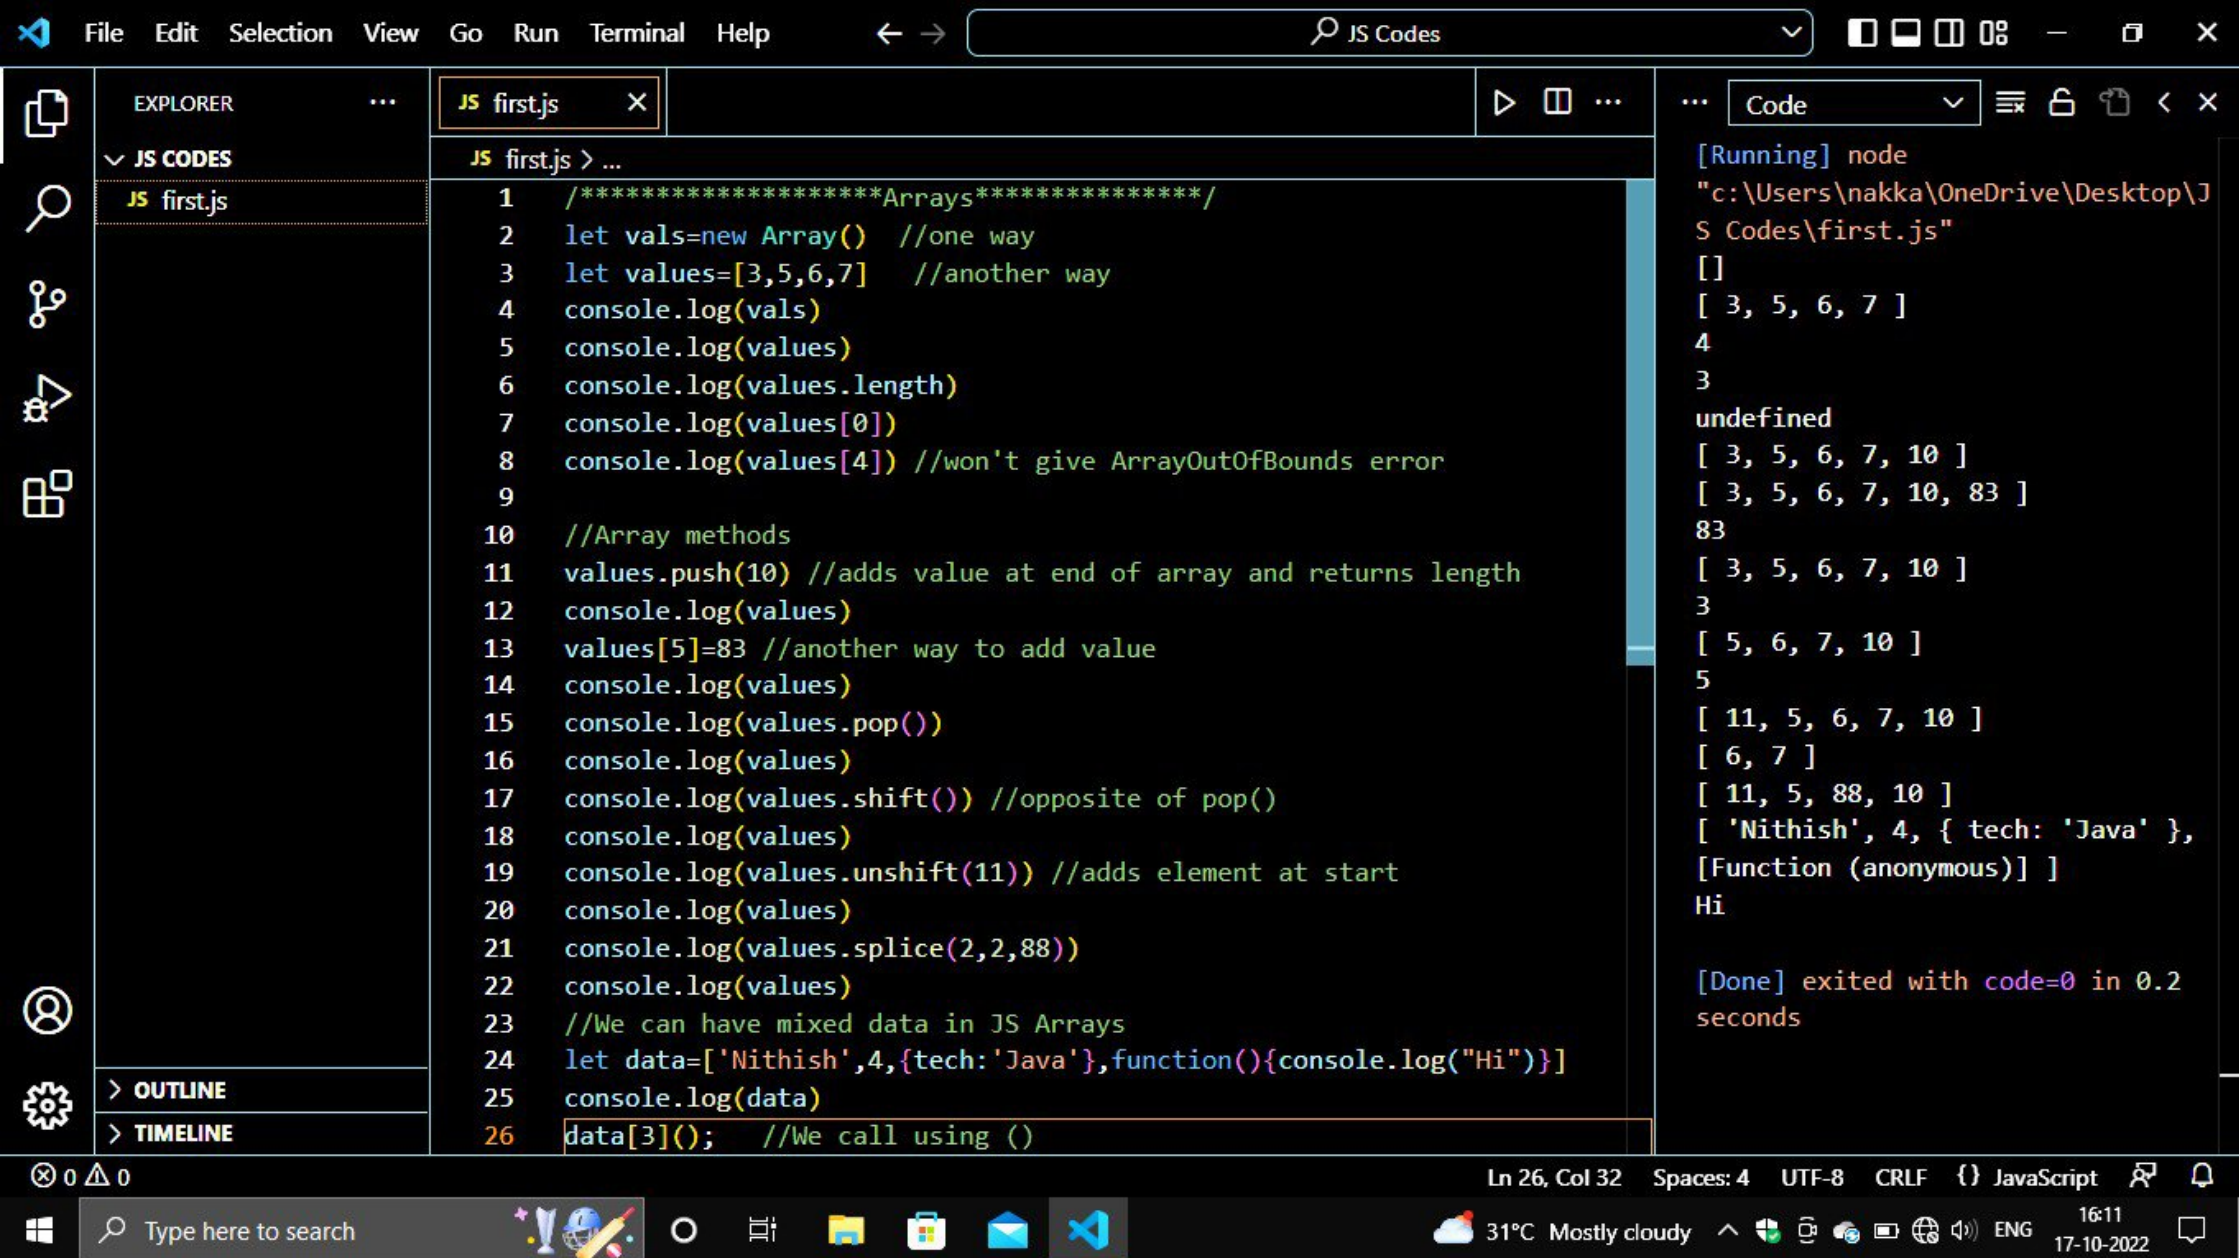 File Edit Selection View Go Run Terminal Help
JS Codes
EXPLORER
JS CODES
JS first.js
OUTLINE
TIMELINE
JS first.js
JS first.js > ...
1 /********************Arrays***************/
2 let vals=new Array() //one way
3 let values=[3,5,6,7] //another way
4 console.log(vals)
5 console.log(values)
6 console.log(values.length)
7 console.log(values[0])
8 console.log(values[4]) //won't give ArrayOutOfBounds error
9
10 //Array methods
11 values.push(10) //adds value at end of array and returns length
12 console.log(values)
13 values[5]=83 //another way to add value
14 console.log(values)
15 console.log(values.pop())
16 console.log(values)
17 console.log(values.shift()) //opposite of pop()
18 console.log(values)
19 console.log(values.unshift(11)) //adds element at start
20 console.log(values)
21 console.log(values.splice(2,2,88))
22 console.log(values)
23 //We can have mixed data in JS Arrays
24 let data=['Nithish',4,{tech:'Java'},function(){console.log("Hi")}]
25 console.log(data)
26 data[3](); //We call using ()
Code
[Running] node
"c:\Users\nakka\OneDrive\Desktop\J
S Codes\first.js"
[]
[ 3, 5, 6, 7 ]
4
3
undefined
[ 3, 5, 6, 7, 10 ]
[ 3, 5, 6, 7, 10, 83 ]
83
[ 3, 5, 6, 7, 10 ]
3
[ 5, 6, 7, 10 ]
5
[ 11, 5, 6, 7, 10 ]
[ 6, 7 ]
[ 11, 5, 88, 10 ]
[ 'Nithish', 4, { tech: 'Java' },
[Function (anonymous)] ]
Hi
[Done] exited with code=0 in 0.2
seconds
0 0
Ln 26, Col 32 Spaces: 4 UTF-8 CRLF {} JavaScript
Type here to search
31°C Mostly cloudy
ENG
16:11
17-10-2022